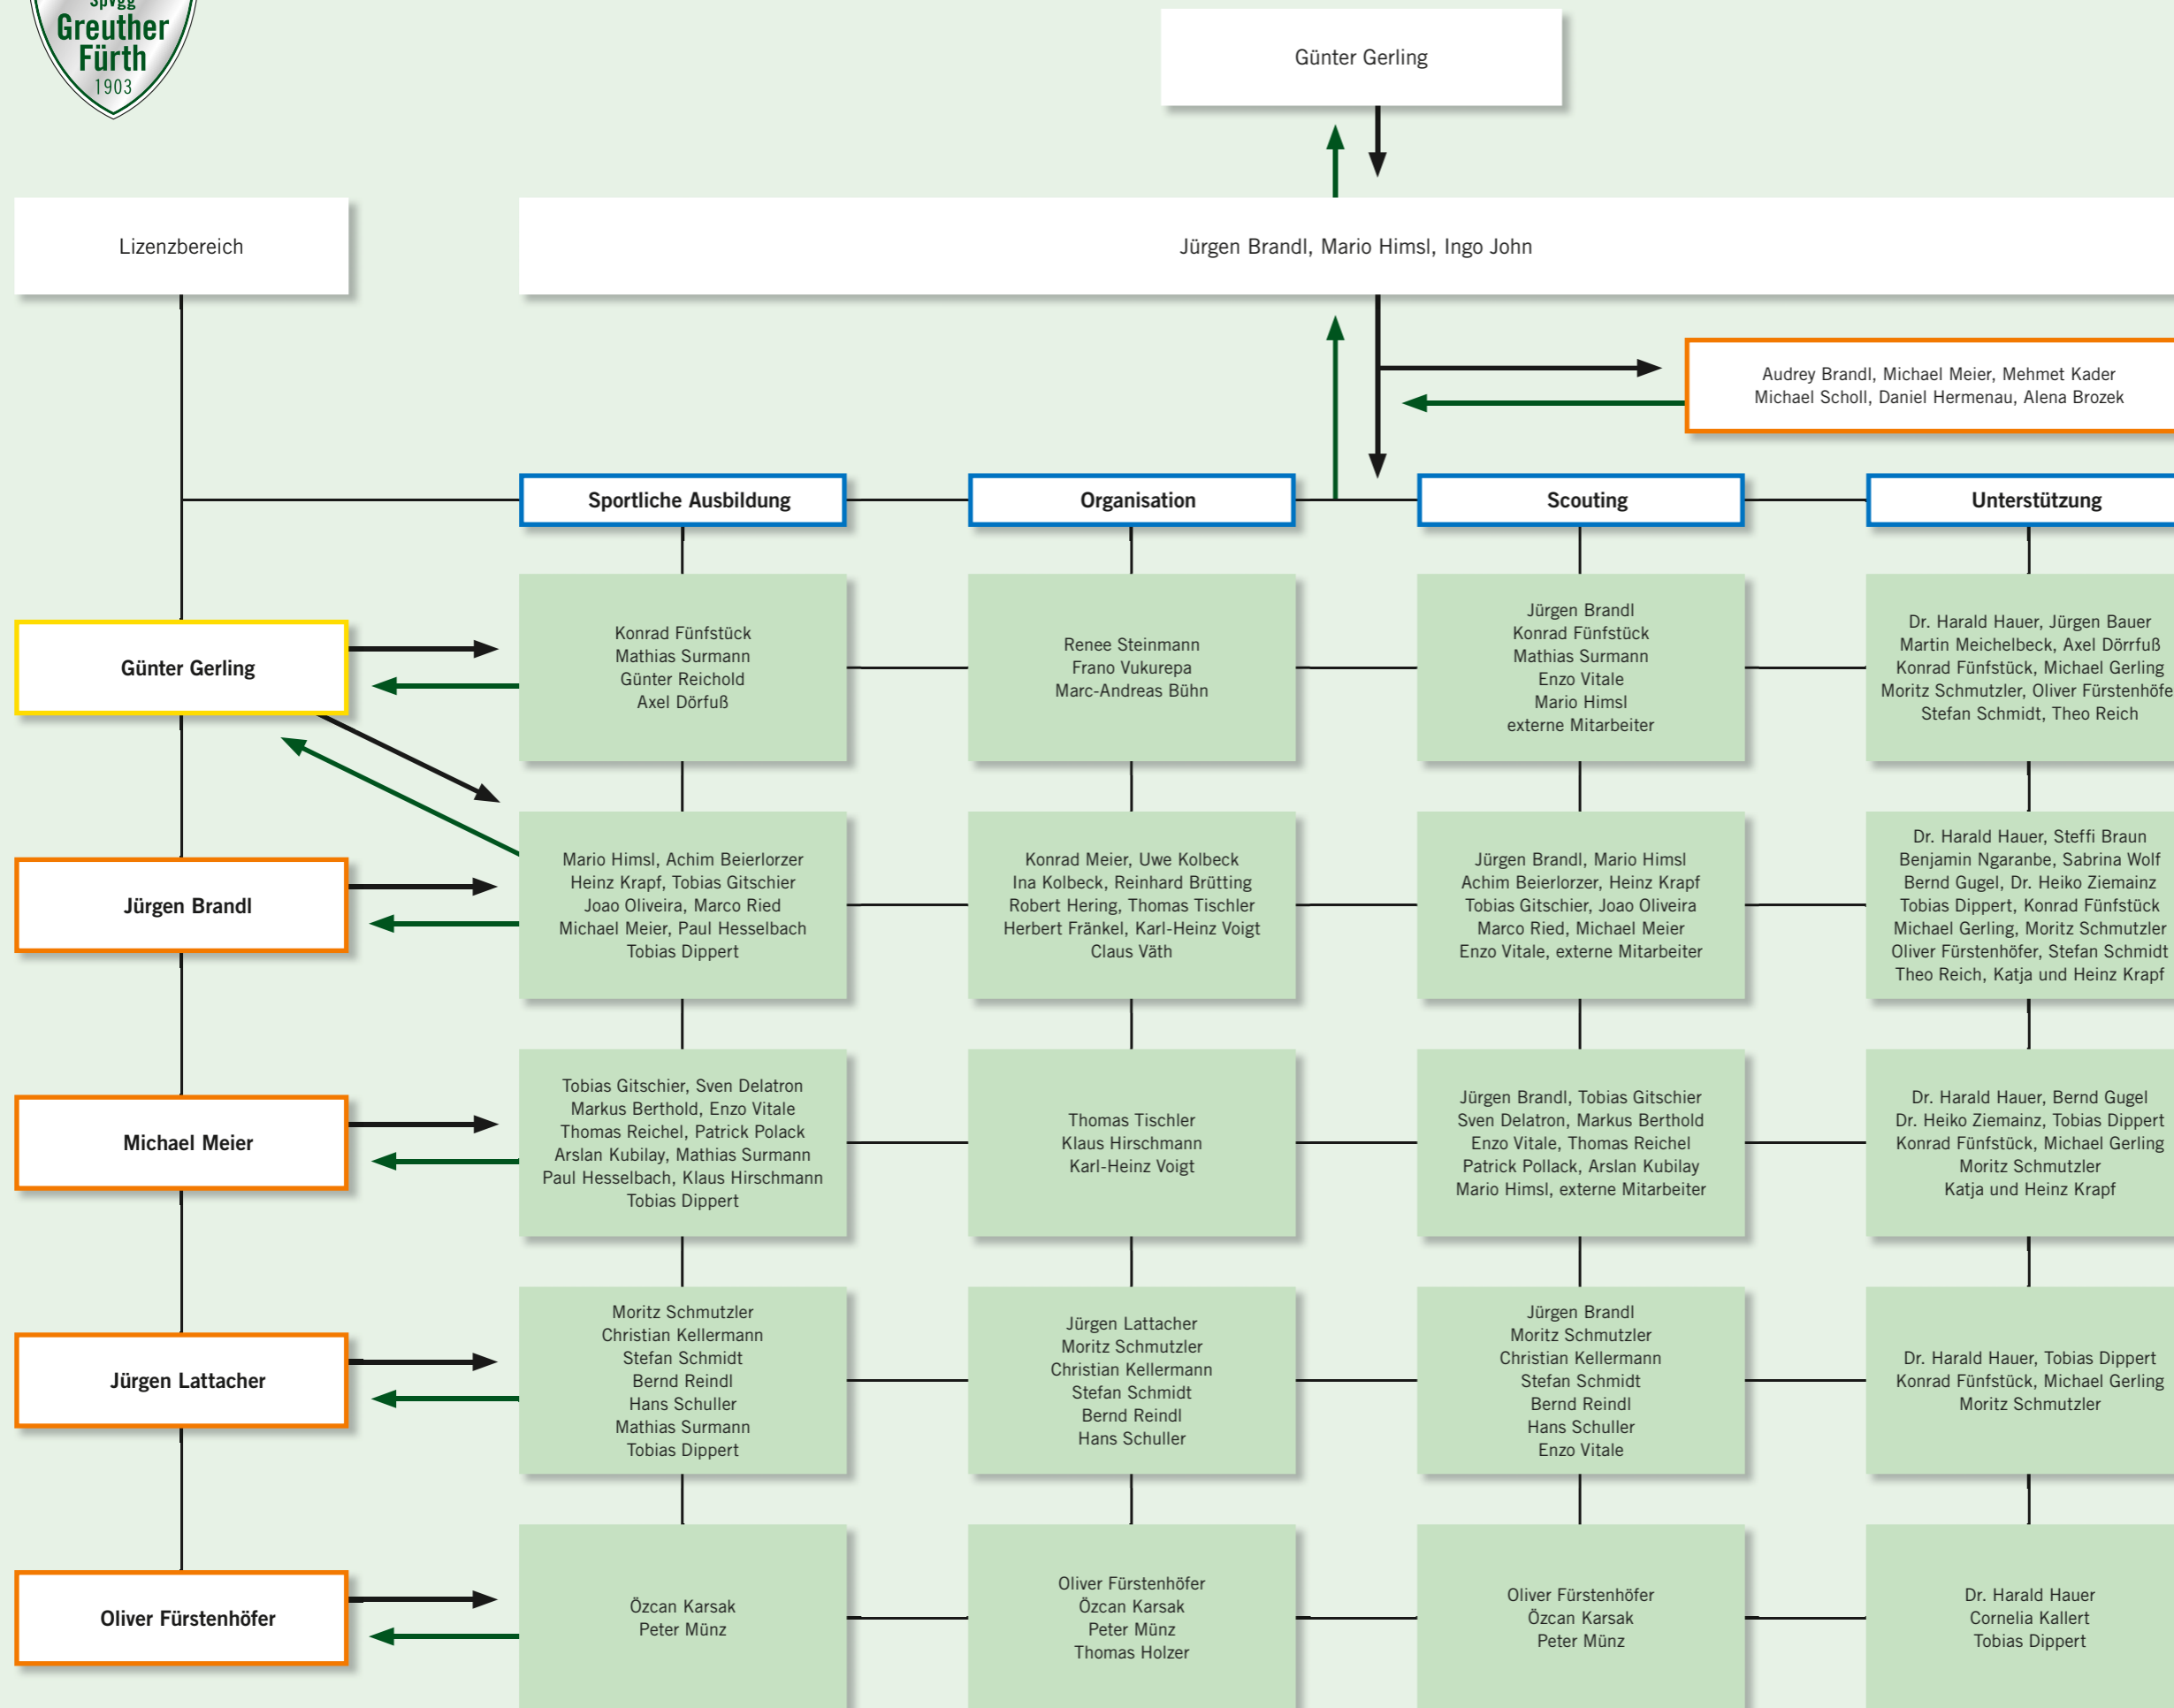 SpVgg
Greuther
Fürth
1903
Günter Gerling
Lizenzbereich
Jürgen Brandl, Mario Himsl, Ingo John
Audrey Brandl, Michael Meier, Mehmet Kader
Michael Scholl, Daniel Hermenau, Alena Brozek
Sportliche Ausbildung
Organisation
Scouting
Unterstützung
Günter Gerling
Konrad Fünfstück
Mathias Surmann
Günter Reichold
Axel Dörfuß
Renee Steinmann
Frano Vukurepa
Marc-Andreas Bühn
Jürgen Brandl
Konrad Fünfstück
Mathias Surmann
Enzo Vitale
Mario Himsl
externe Mitarbeiter
Dr. Harald Hauer, Jürgen Bauer
Martin Meichelbeck, Axel Dörrfuß
Konrad Fünfstück, Michael Gerling
Moritz Schmutzler, Oliver Fürstenhöfe
Stefan Schmidt, Theo Reich
Jürgen Brandl
Mario Himsl, Achim Beierlorzer
Heinz Krapf, Tobias Gitschier
Joao Oliveira, Marco Ried
Michael Meier, Paul Hesselbach
Tobias Dippert
Konrad Meier, Uwe Kolbeck
Ina Kolbeck, Reinhard Brütting
Robert Hering, Thomas Tischler
Herbert Fränkel, Karl-Heinz Voigt
Claus Väth
Jürgen Brandl, Mario Himsl
Achim Beierlorzer, Heinz Krapf
Tobias Gitschier, Joao Oliveira
Marco Ried, Michael Meier
Enzo Vitale, externe Mitarbeiter
Dr. Harald Hauer, Steffi Braun
Benjamin Ngaranbe, Sabrina Wolf
Bernd Gugel, Dr. Heiko Ziemainz
Tobias Dippert, Konrad Fünfstück
Michael Gerling, Moritz Schmutzler
Oliver Fürstenhöfer, Stefan Schmidt
Theo Reich, Katja und Heinz Krapf
Michael Meier
Tobias Gitschier, Sven Delatron
Markus Berthold, Enzo Vitale
Thomas Reichel, Patrick Polack
Arslan Kubilay, Mathias Surmann
Paul Hesselbach, Klaus Hirschmann
Tobias Dippert
Thomas Tischler
Klaus Hirschmann
Karl-Heinz Voigt
Jürgen Brandl, Tobias Gitschier
Sven Delatron, Markus Berthold
Enzo Vitale, Thomas Reichel
Patrick Pollack, Arslan Kubilay
Mario Himsl, externe Mitarbeiter
Dr. Harald Hauer, Bernd Gugel
Dr. Heiko Ziemainz, Tobias Dippert
Konrad Fünfstück, Michael Gerling
Moritz Schmutzler
Katja und Heinz Krapf
Jürgen Lattacher
Moritz Schmutzler
Christian Kellermann
Stefan Schmidt
Bernd Reindl
Hans Schuller
Mathias Surmann
Tobias Dippert
Jürgen Lattacher
Moritz Schmutzler
Christian Kellermann
Stefan Schmidt
Bernd Reindl
Hans Schuller
Jürgen Brandl
Moritz Schmutzler
Christian Kellermann
Stefan Schmidt
Bernd Reindl
Hans Schuller
Enzo Vitale
Dr. Harald Hauer, Tobias Dippert
Konrad Fünfstück, Michael Gerling
Moritz Schmutzler
Oliver Fürstenhöfer
Özcan Karsak
Peter Münz
Oliver Fürstenhöfer
Özcan Karsak
Peter Münz
Thomas Holzer
Oliver Fürstenhöfer
Özcan Karsak
Peter Münz
Dr. Harald Hauer
Cornelia Kallert
Tobias Dippert